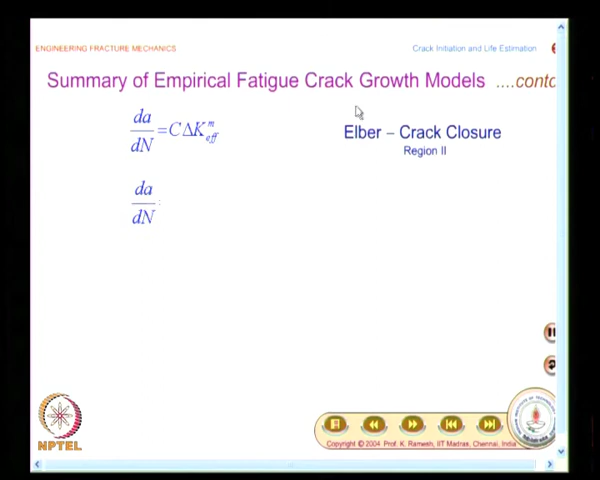 ENGINEERING FRACTURE MECHANICS
Crack Initiation and Life Estimation
Summary of Empirical Fatigue Crack Growth Models ....contd
da/dN = CΔK_eff^m
Elber – Crack Closure
Region II
da/dN
NPTEL
Copyright © 2004 Prof. K. Ramesh, IIT Madras, Chennai, India